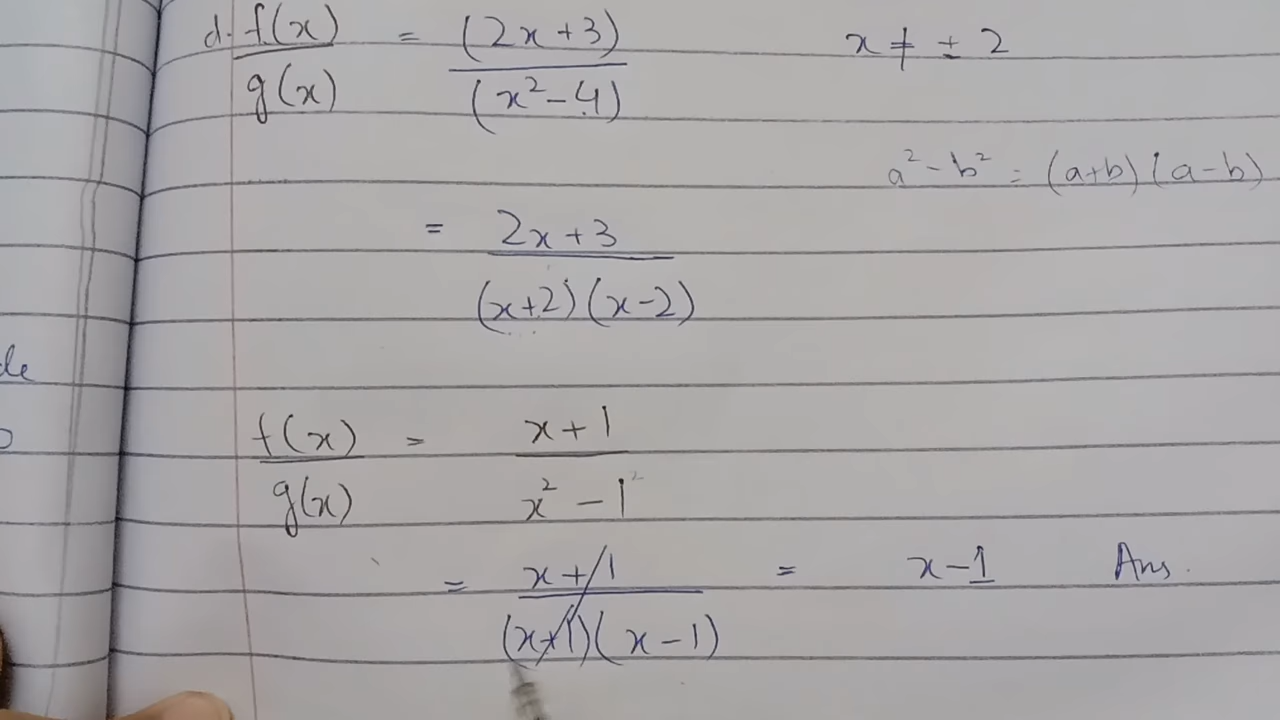 d. f(x) / g(x) = (2x+3) / (x²-4) x ≠ ± 2
a² - b² = (a+b)(a-b)
= 2x+3 / (x+2)(x-2)
de
f(x) / g(x) = x+1 / x² - 1²
= x+1 / (x+1)(x-1) = x-1 Ans.